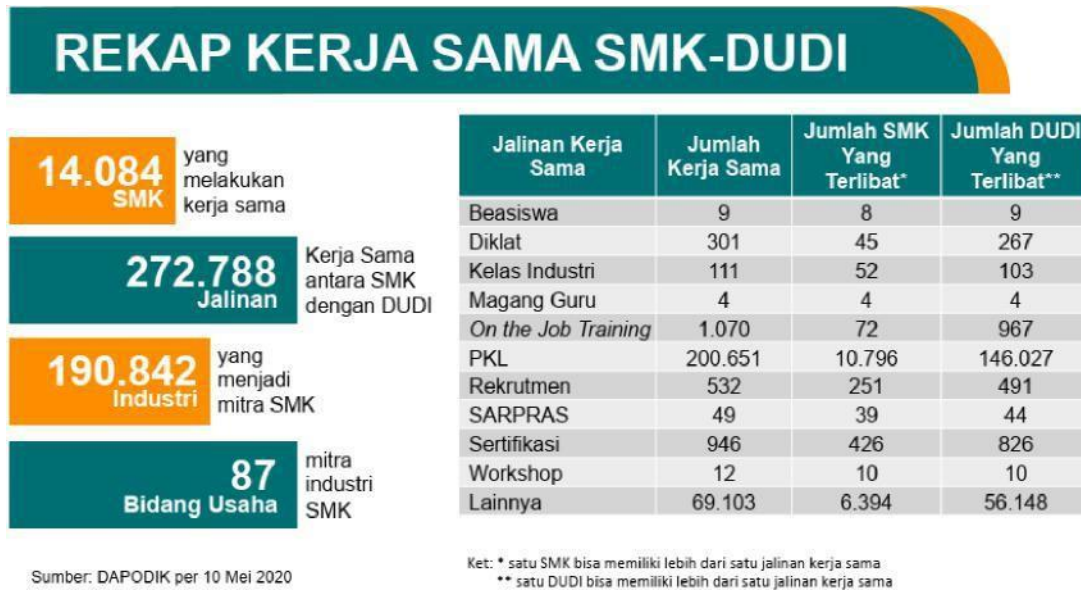 REKAP KERJA SAMA SMK-DUDI
14.084
SMK
yang
melakukan
kerja sama
272.788
Jalinan
Kerja Sama
antara SMK
dengan DUDI
190.842
Industri
yang
menjadi
mitra SMK
87
Bidang Usaha
mitra
industri
SMK
Sumber: DAPODIK per 10 Mei 2020
Jalinan Kerja Sama Jumlah Kerja Sama Jumlah SMK Yang Terlibat* Jumlah DUDI Yang Terlibat**
Beasiswa 9 8 9
Diklat 301 45 267
Kelas Industri 111 52 103
Magang Guru 4 4 4
On the Job Training 1.070 72 967
PKL 200.651 10.796 146.027
Rekrutmen 532 251 491
SARPRAS 49 39 44
Sertifikasi 946 426 826
Workshop 12 10 10
Lainnya 69.103 6.394 56.148
Ket: * satu SMK bisa memiliki lebih dari satu jalinan kerja sama
** satu DUDI bisa memiliki lebih dari satu jalinan kerja sama